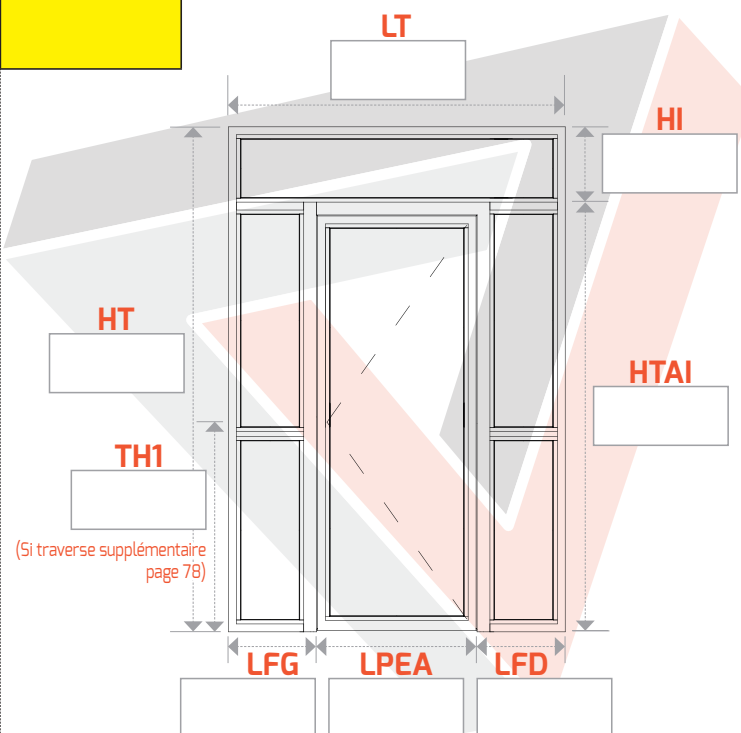 LT
HI
HT
HTAI
TH1
(Si traverse supplémentaire
page 78)
LFG
LPEA
LFD